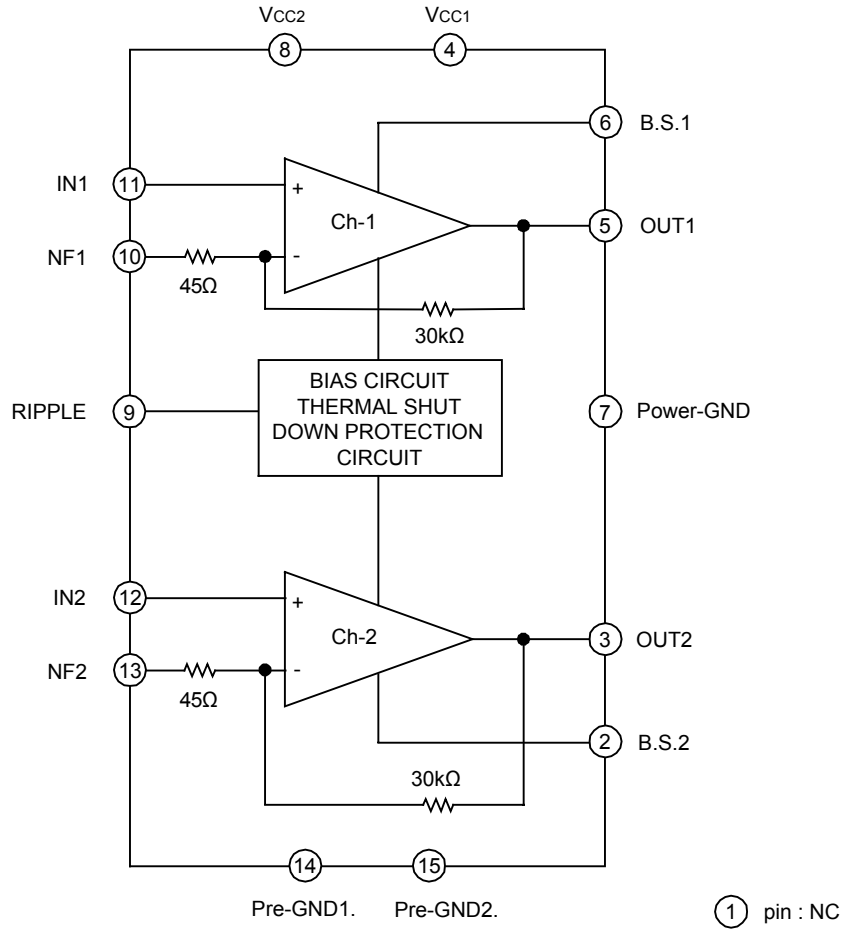 VCC2 VCC1
8 4
6 B.S.1
IN1 11 +
Ch-1
5 OUT1
NF1 10 -
45Ω
30kΩ
BIAS CIRCUIT
THERMAL SHUT
DOWN PROTECTION
CIRCUIT
RIPPLE 9
7 Power-GND
IN2 12 +
Ch-2
3 OUT2
NF2 13 -
45Ω
2 B.S.2
30kΩ
14 15
Pre-GND1. Pre-GND2.
1 pin : NC